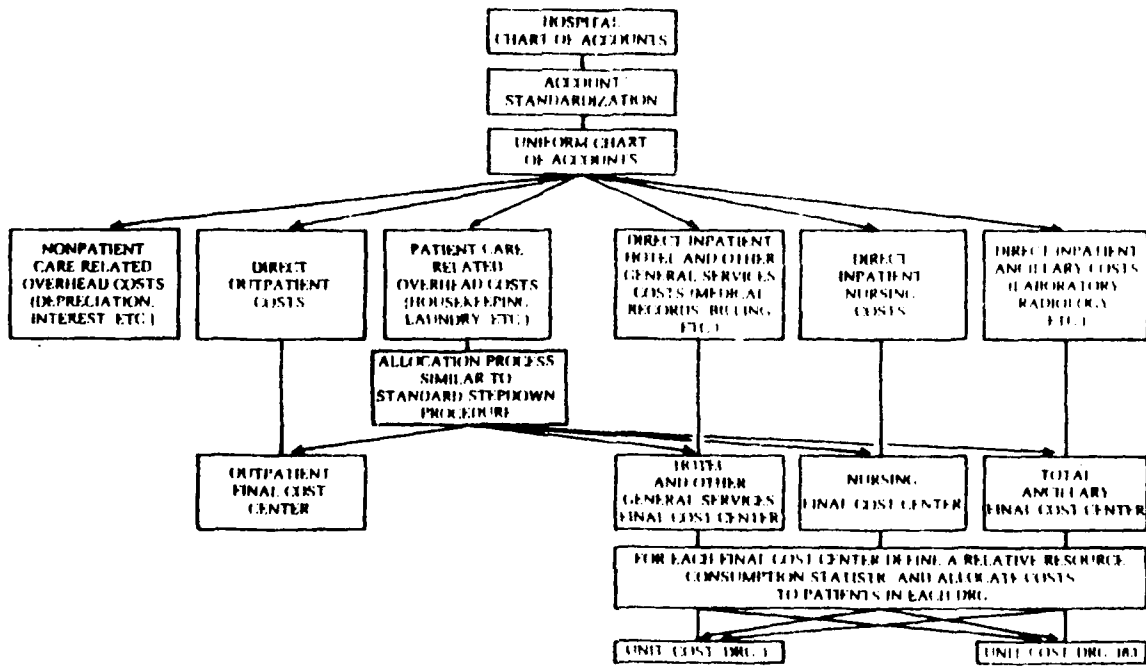 HOSPITAL
CHART OF ACCOUNTS
ACCOUNT
STANDARDIZATION
UNIFORM CHART
OF ACCOUNTS
NONPATIENT
CARE RELATED
OVERHEAD COSTS
(DEPRECIATION,
INTEREST ETC.)
DIRECT
OUTPATIENT
COSTS
PATIENT CARE
RELATED
OVERHEAD COSTS
(HOUSEKEEPING,
LAUNDRY ETC.)
DIRECT INPATIENT
HOTEL AND OTHER
GENERAL SERVICES
COSTS (MEDICAL
RECORDS, BILLING
ETC.)
DIRECT
INPATIENT
NURSING
COSTS
DIRECT INPATIENT
ANCILLARY COSTS
(LABORATORY
RADIOLOGY
ETC.)
ALLOCATION PROCESS
SIMILAR TO
STANDARD STEPDOWN
PROCEDURE
OUTPATIENT
FINAL COST
CENTER
HOTEL
AND OTHER
GENERAL SERVICES
FINAL COST CENTER
NURSING
FINAL COST CENTER
TOTAL
ANCILLARY
FINAL COST CENTER
FOR EACH FINAL COST CENTER DEFINE A RELATIVE RESOURCE
CONSUMPTION STATISTIC AND ALLOCATE COSTS
TO PATIENTS IN EACH DRG
UNIT COST DRG 1
UNIT COST DRG